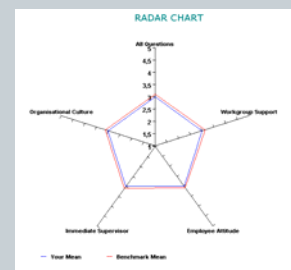 RADAR CHART
All Questions
5
4,5
4
3,5
3
2,5
2
1,5
1
Organisational Culture
Workgroup Support
Immediate Supervisor
Employee Attitude
Your Mean
Benchmark Mean